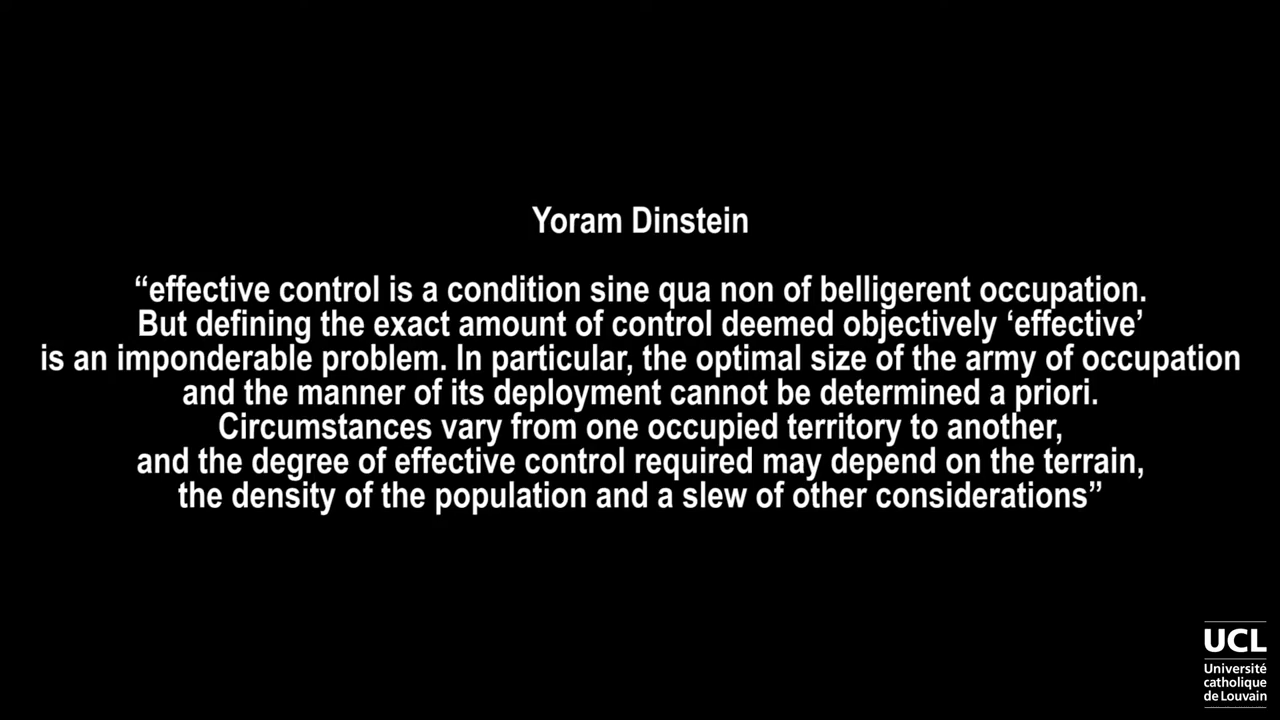 Yoram Dinstein
“effective control is a condition sine qua non of belligerent occupation.
But defining the exact amount of control deemed objectively ‘effective’
is an imponderable problem. In particular, the optimal size of the army of occupation
and the manner of its deployment cannot be determined a priori.
Circumstances vary from one occupied territory to another,
and the degree of effective control required may depend on the terrain,
the density of the population and a slew of other considerations”
UCL
Université
catholique
de Louvain